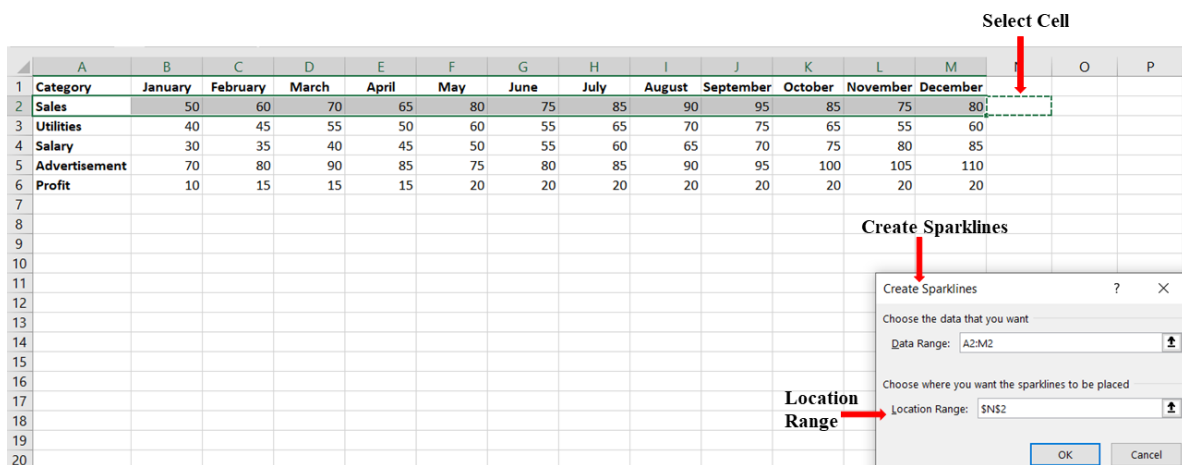 Select Cell
A B C D E F G H I J K L M O P
1 Category January February March April May June July August September October November December
2 Sales 50 60 70 65 80 75 85 90 95 85 75 80
3 Utilities 40 45 55 50 60 55 65 70 75 65 55 60
4 Salary 30 35 40 45 50 55 60 65 70 75 80 85
5 Advertisement 70 80 90 85 75 80 85 90 95 100 105 110
6 Profit 10 15 15 15 20 20 20 20 20 20 20 20
7
8
Create Sparklines
9
10
11
Create Sparklines ?
12
13
Choose the data that you want
14
Data Range: A2:M2
15
16
Choose where you want the sparklines to be placed
17
Location
Location Range: $N$2
18
Range
19
20
OK Cancel